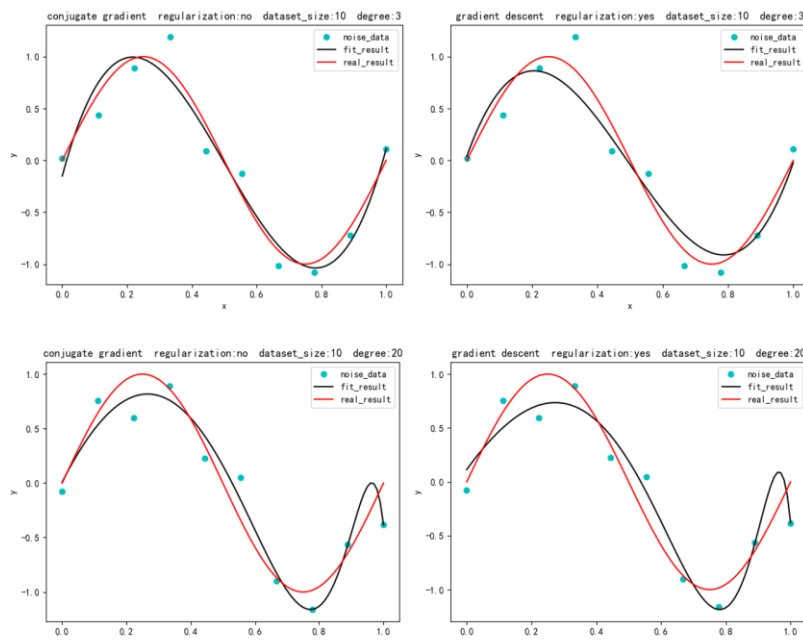 conjugate gradient regularization:no dataset_size:10 degree:3
noise_data
fit_result
real_result
1.0
0.5
0.0
-0.5
-1.0
y
0.0 0.2 0.4 0.6 0.8 1.0
x
gradient descent regularization:yes dataset_size:10 degree:3
noise_data
fit_result
real_result
1.0
0.5
0.0
-0.5
-1.0
y
0.0 0.2 0.4 0.6 0.8 1.0
x
conjugate gradient regularization:no dataset_size:10 degree:20
noise_data
fit_result
real_result
1.0
0.5
0.0
-0.5
-1.0
y
0.0 0.2 0.4 0.6 0.8 1.0
gradient descent regularization:yes dataset_size:10 degree:20
noise_data
fit_result
real_result
1.0
0.5
0.0
-0.5
-1.0
y
0.0 0.2 0.4 0.6 0.8 1.0